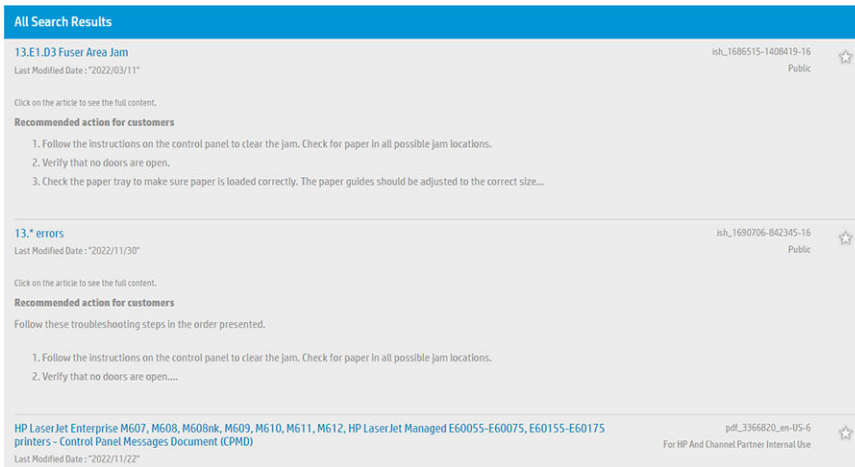 All Search Results
13.E1.D3 Fuser Area Jam
ish_1686515-1408419-16
Last Modified Date : "2022/03/11"
Public
Click on the article to see the full content.
Recommended action for customers
1. Follow the instructions on the control panel to clear the jam. Check for paper in all possible jam locations.
2. Verify that no doors are open.
3. Check the paper tray to make sure paper is loaded correctly. The paper guides should be adjusted to the correct size...
13.* errors
ish_1690706-842345-16
Last Modified Date : "2022/11/30"
Public
Click on the article to see the full content.
Recommended action for customers
Follow these troubleshooting steps in the order presented.
1. Follow the instructions on the control panel to clear the jam. Check for paper in all possible jam locations.
2. Verify that no doors are open....
HP LaserJet Enterprise M607, M608, M608nk, M609, M610, M611, M612, HP LaserJet Managed E60055-E60075, E60155-E60175
pdf_3366820_en-US-6
printers - Control Panel Messages Document (CPMD)
For HP And Channel Partner Internal Use
Last Modified Date : "2022/11/22"